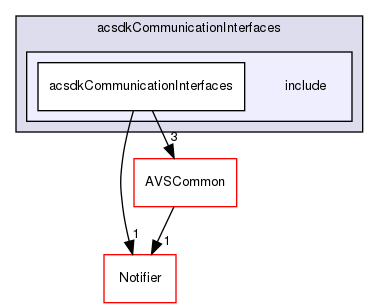 acsdkCommunicationInterfaces
acsdkCommunicationInterfaces include
3
AVSCommon
1 1
Notifier